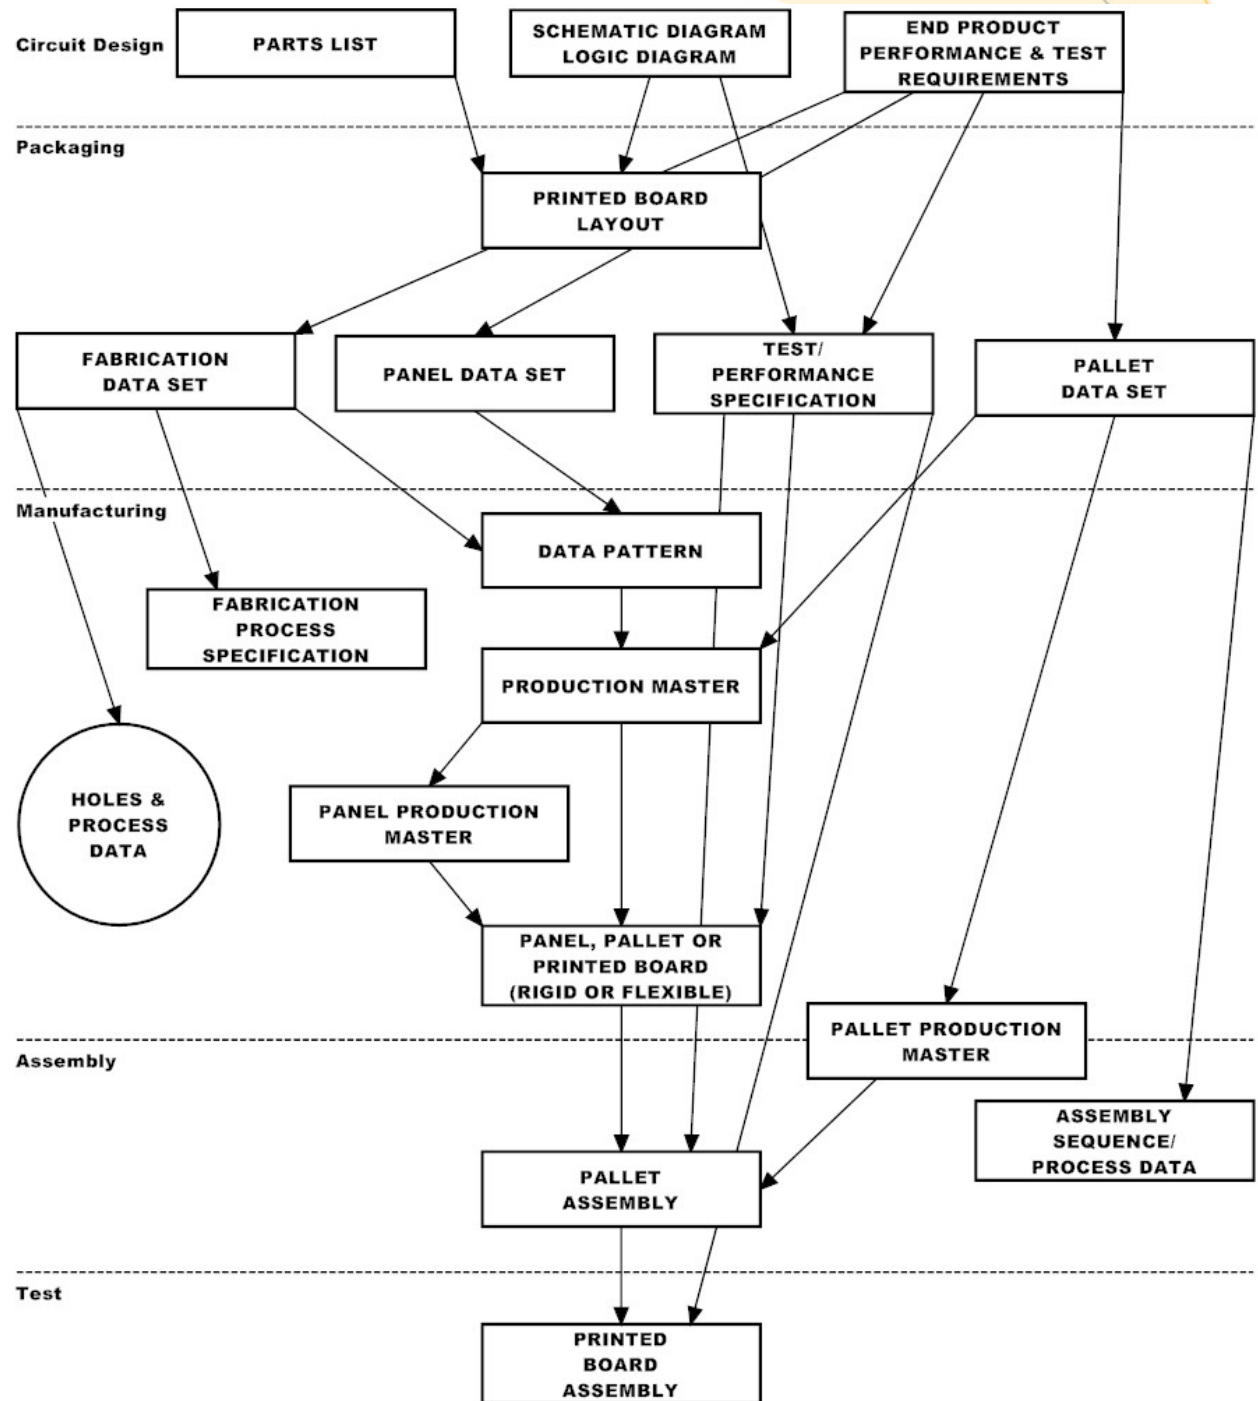 Circuit Design
PARTS LIST
SCHEMATIC DIAGRAM
LOGIC DIAGRAM
END PRODUCT
PERFORMANCE & TEST
REQUIREMENTS
Packaging
PRINTED BOARD
LAYOUT
FABRICATION
DATA SET
PANEL DATA SET
TEST/
PERFORMANCE
SPECIFICATION
PALLET
DATA SET
Manufacturing
DATA PATTERN
FABRICATION
PROCESS
SPECIFICATION
PRODUCTION MASTER
HOLES &
PROCESS
DATA
PANEL PRODUCTION
MASTER
PANEL, PALLET OR
PRINTED BOARD
(RIGID OR FLEXIBLE)
PALLET PRODUCTION
MASTER
Assembly
ASSEMBLY
SEQUENCE/
PROCESS DATA
PALLET
ASSEMBLY
Test
PRINTED
BOARD
ASSEMBLY